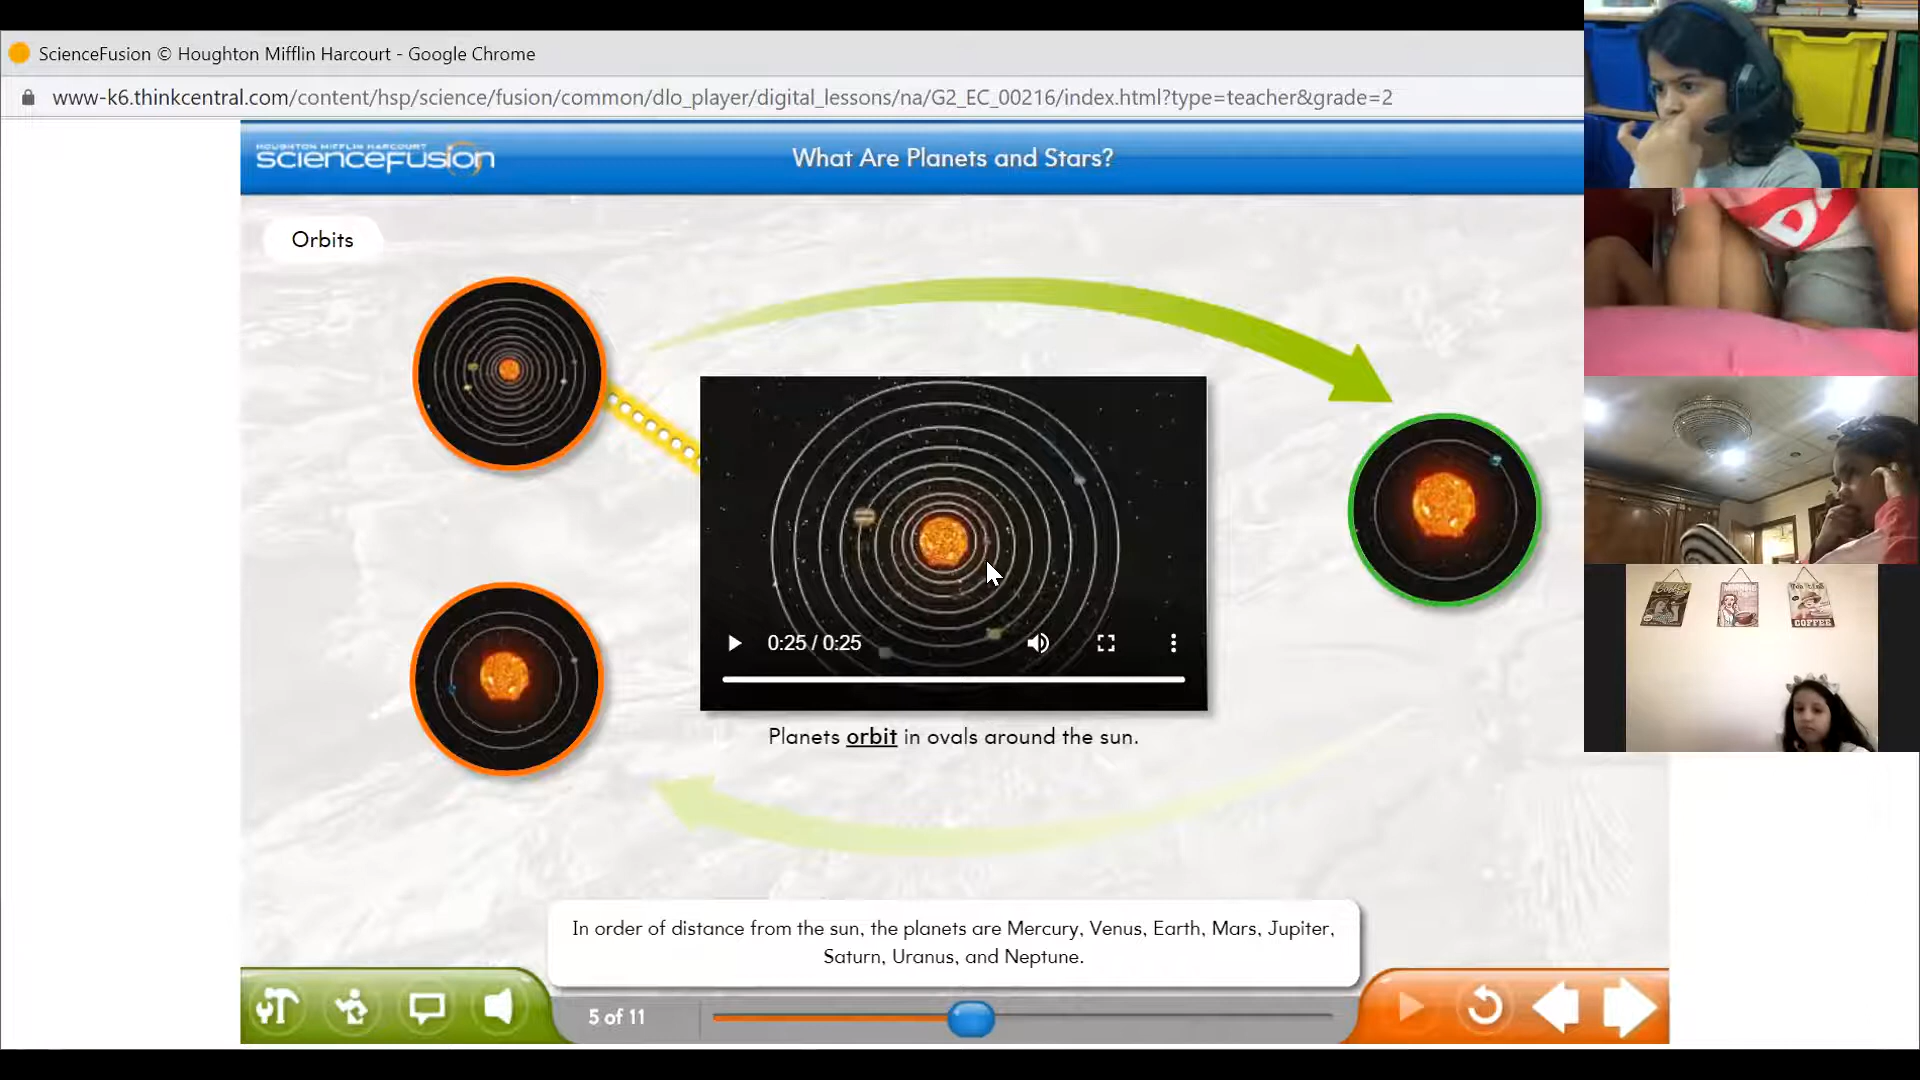 ScienceFusion © Houghton Mifflin Harcourt - Google Chrome
www-k6.thinkcentral.com/content/hsp/science/fusion/common/dlo_player/digital_lessons/na/G2_EC_00216/index.html?type=teacher&grade=2
HOUGHTON MIFFLIN HARCOURT
scienceFusion
What Are Planets and Stars?
Orbits
0:25 / 0:25
Planets orbit in ovals around the sun.
In order of distance from the sun, the planets are Mercury, Venus, Earth, Mars, Jupiter,
Saturn, Uranus, and Neptune.
5 of 11
COFFEE